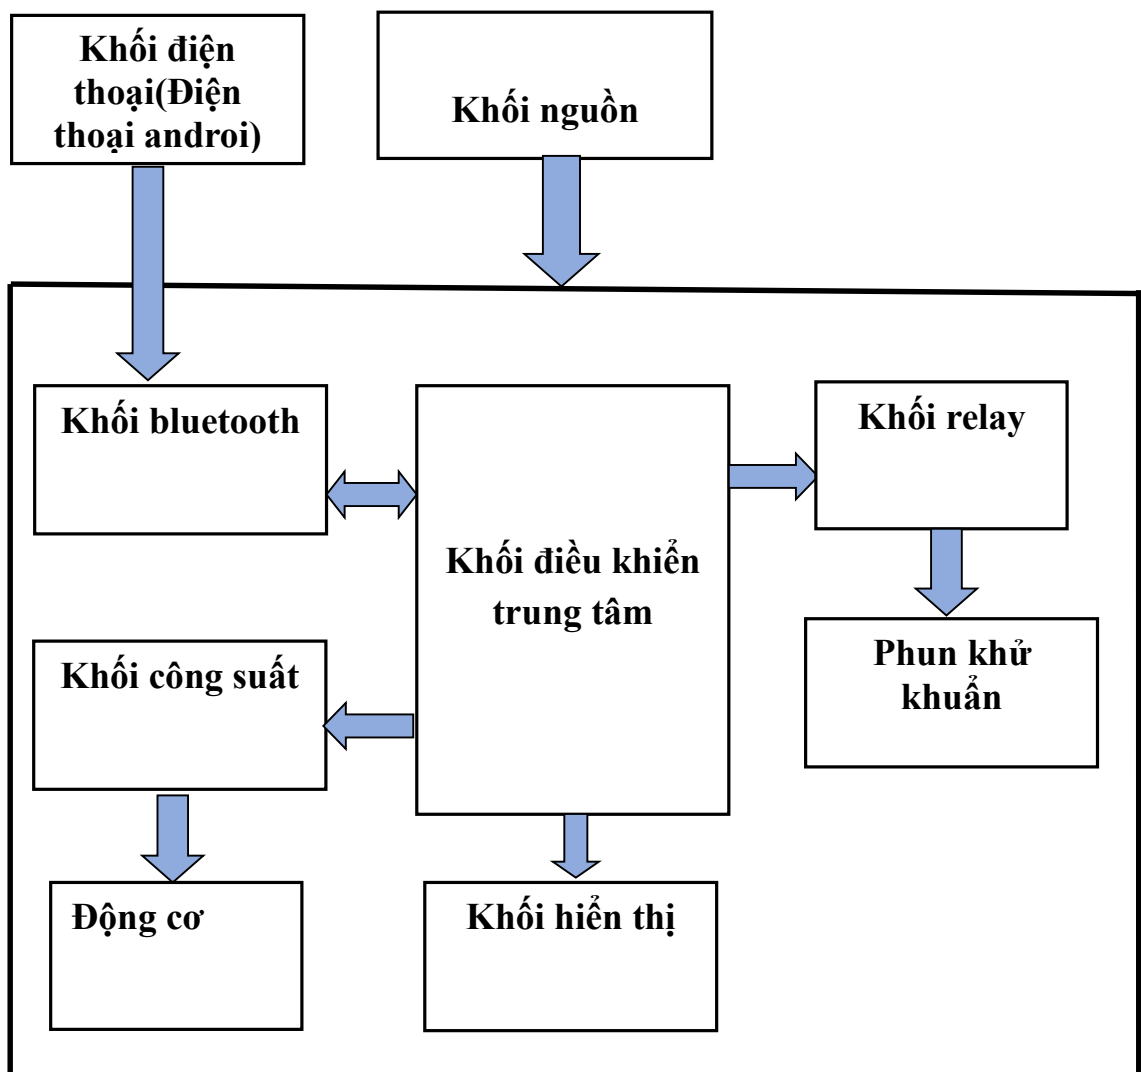 Khối điện
thoại(Điện
thoại androi)
Khối nguồn
Khối bluetooth
Khối relay
Khối điều khiển
trung tâm
Khối công suất
Phun khử
khuẩn
Động cơ
Khối hiển thị